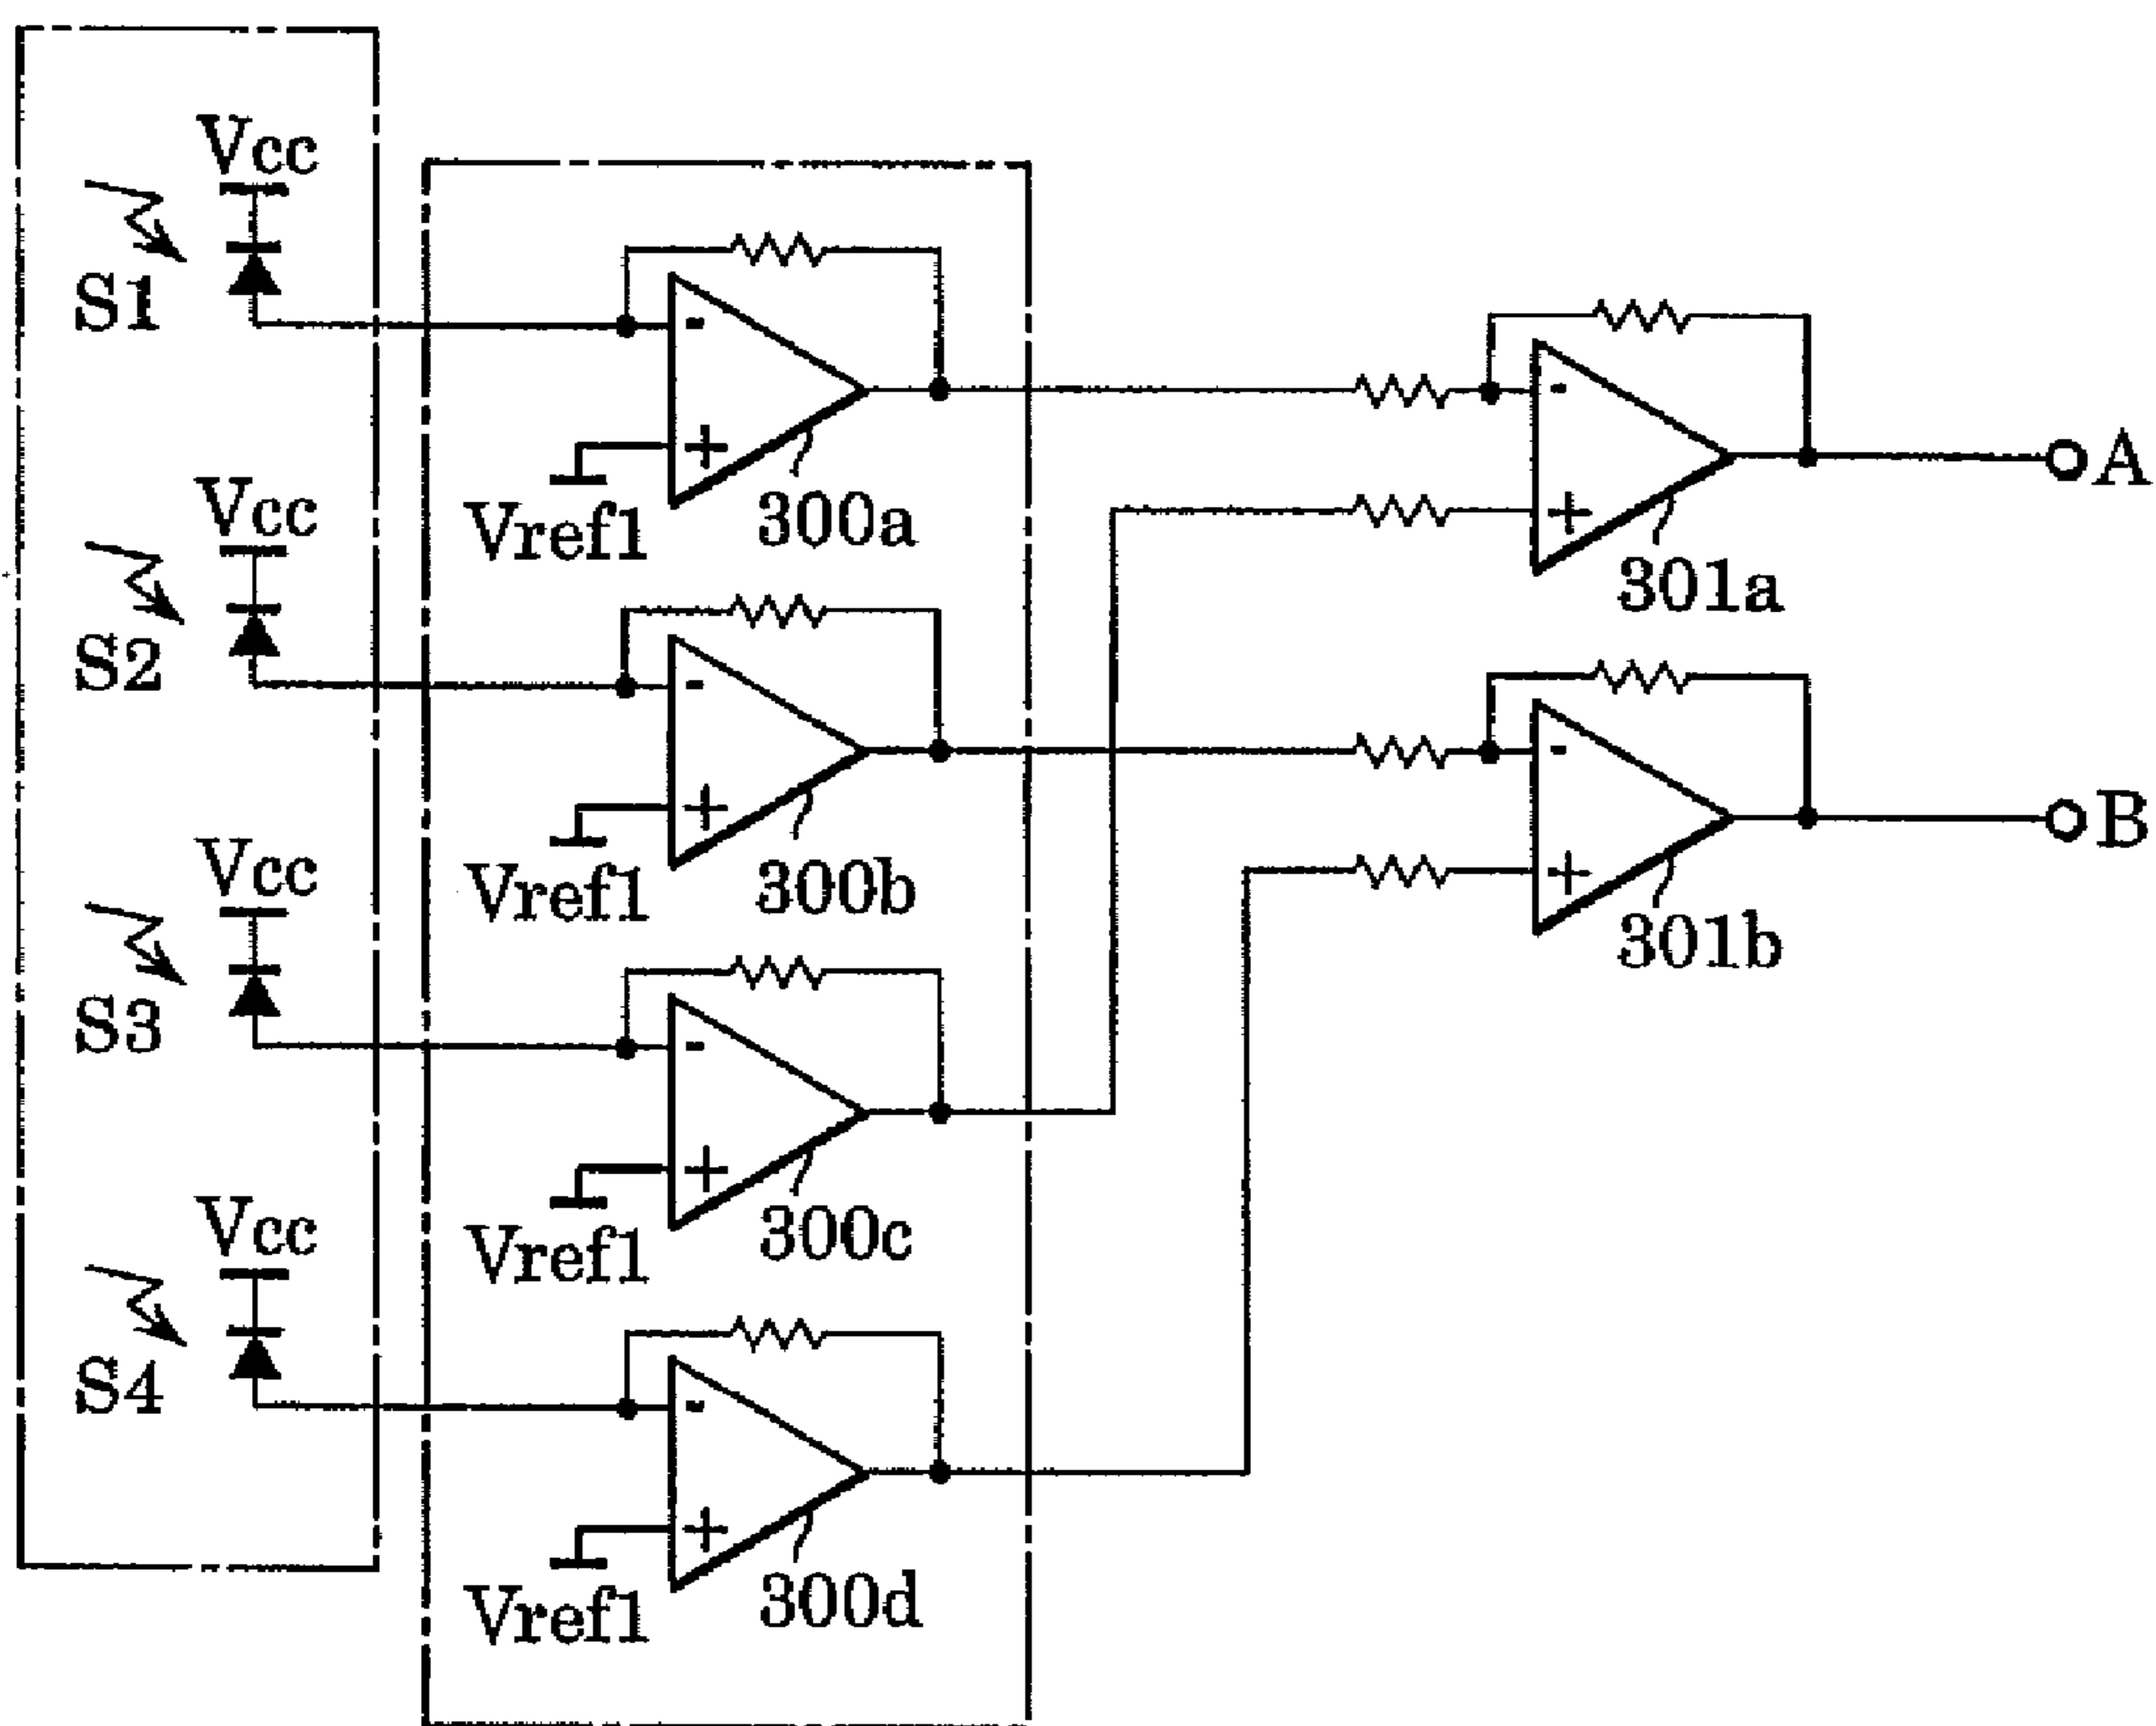 Vcc
S1
-
+
Vref1
300a
-
+
301a
A
Vcc
S2
-
+
Vref1
300b
-
+
301b
B
Vcc
S3
-
+
Vref1
300c
Vcc
S4
-
+
Vref1
300d